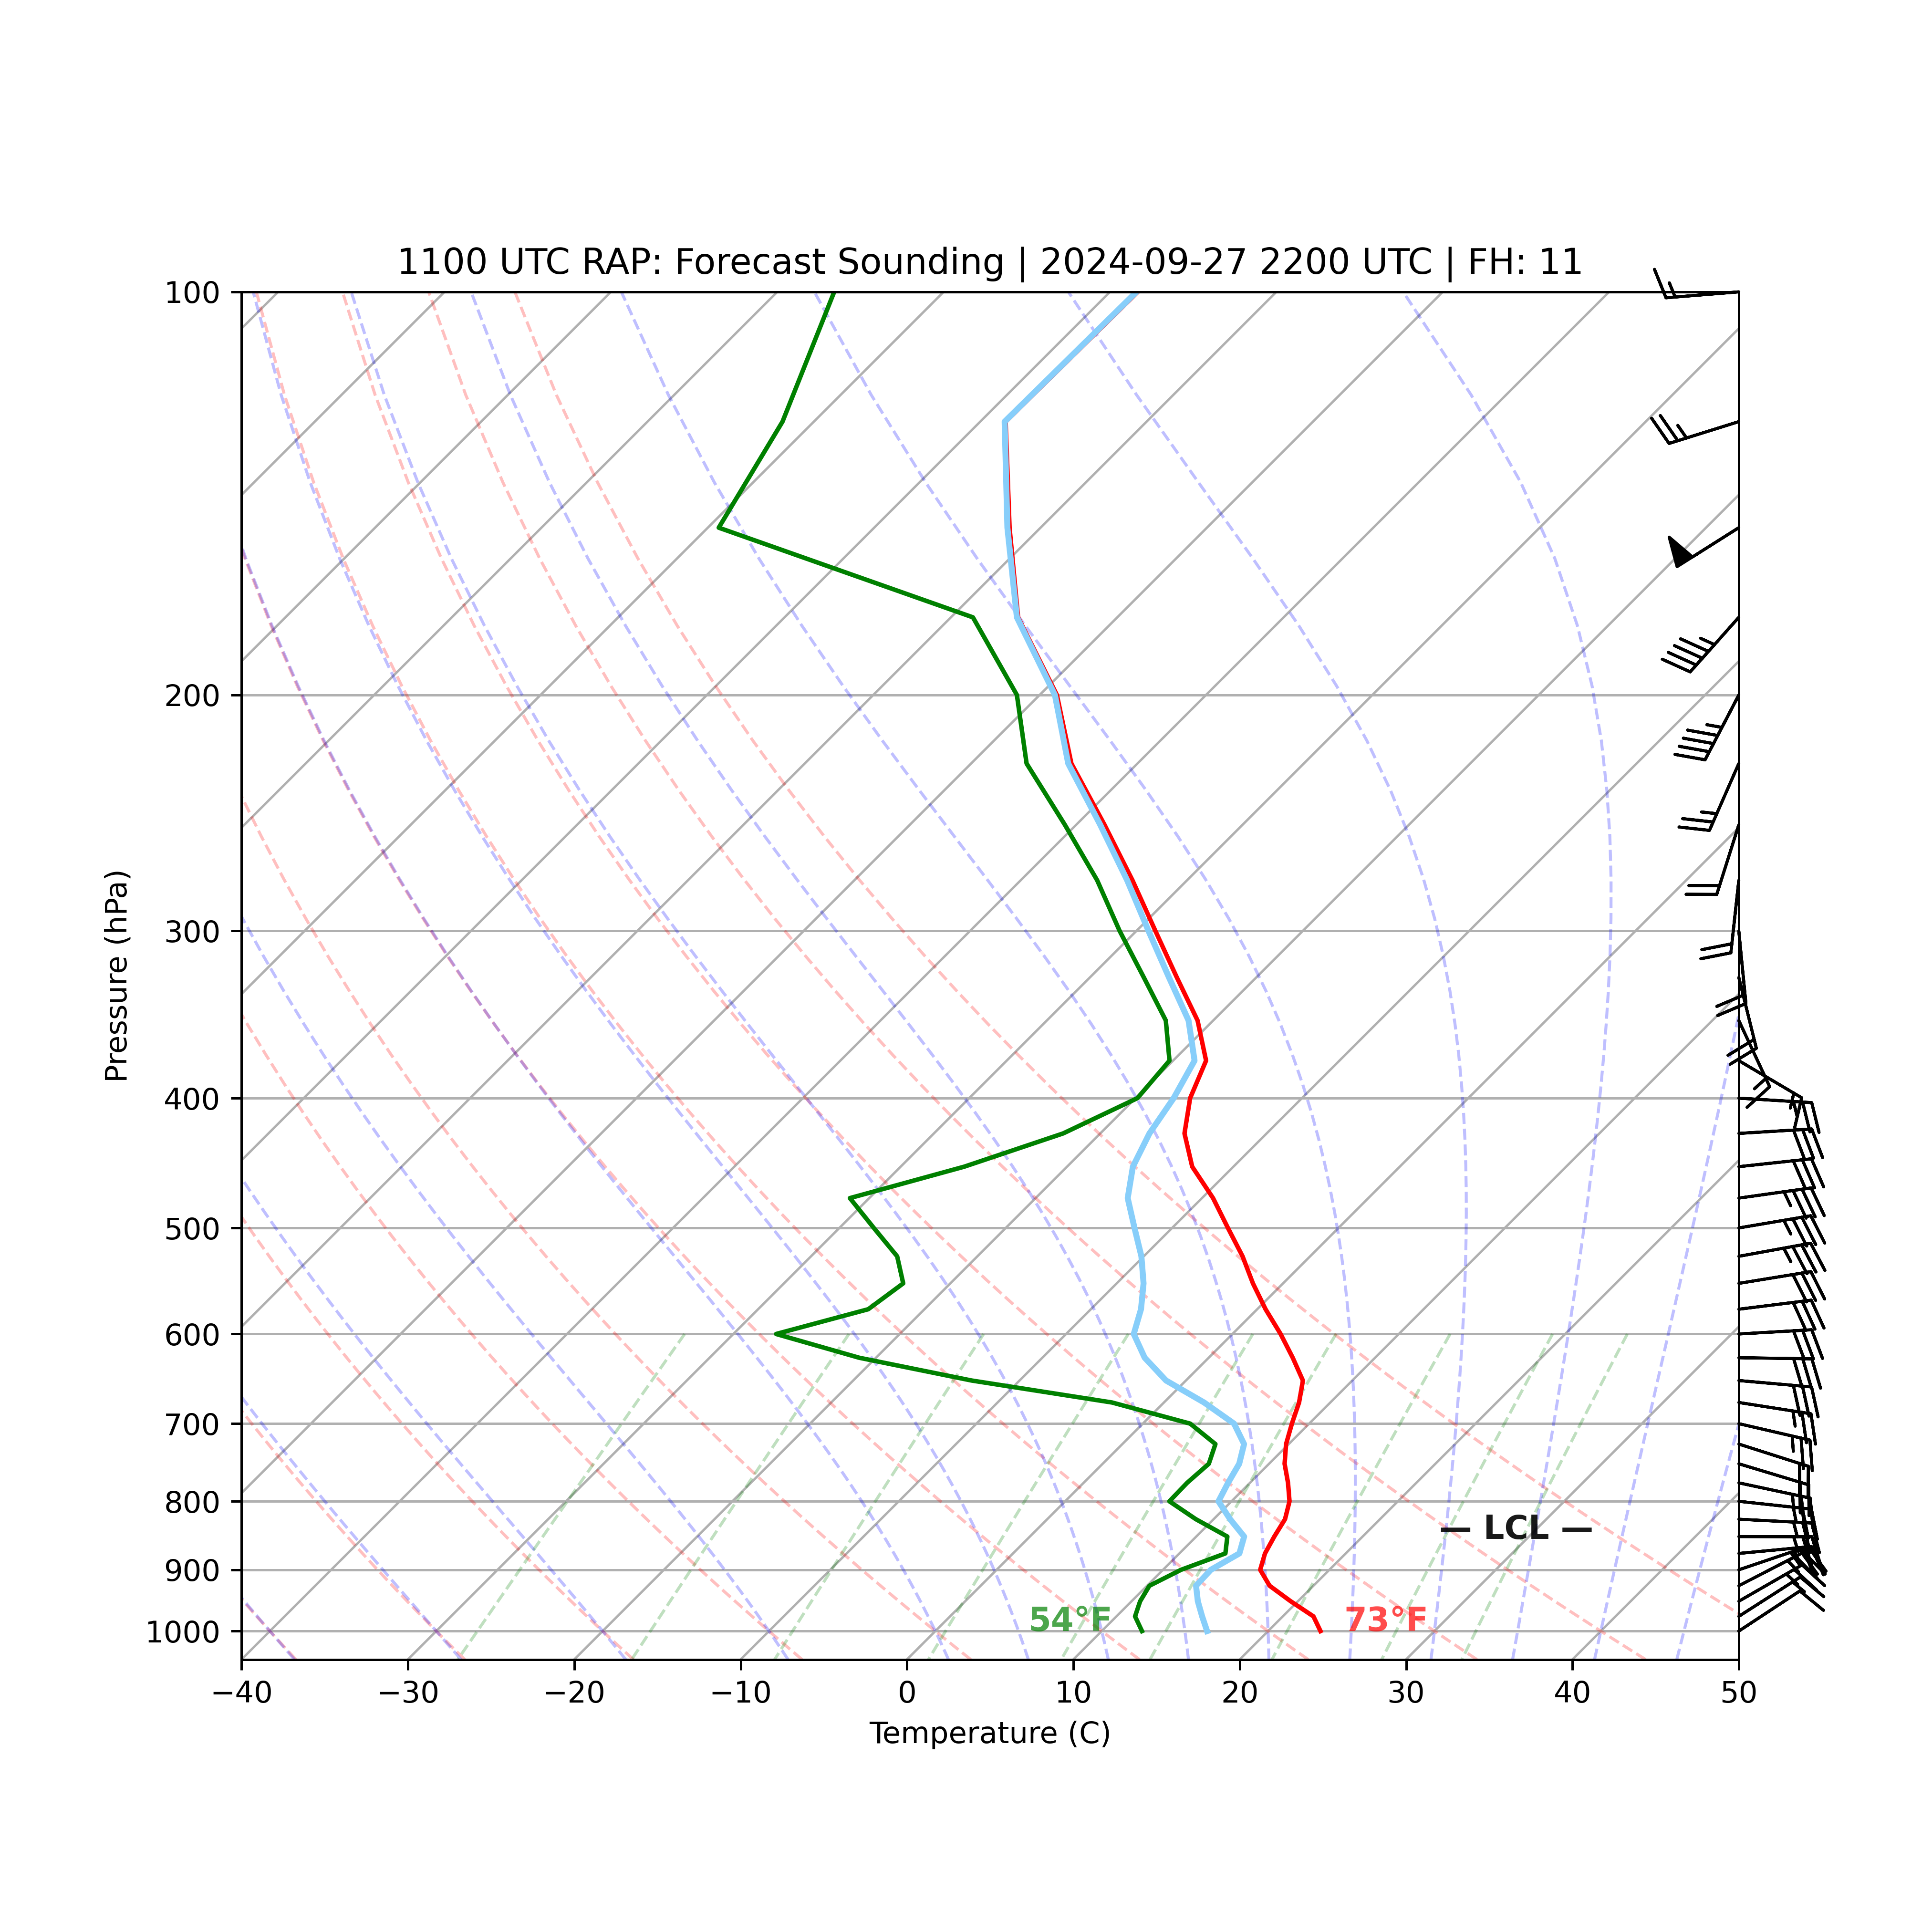 1100 UTC RAP: Forecast Sounding | 2024-09-27 2200 UTC | FH: 11
100
200
300
400
500
600
700
800
900
1000
Pressure (hPa)
— LCL —
54°F
73°F
−40 −30 −20 −10 0 10 20 30 40 50
Temperature (C)